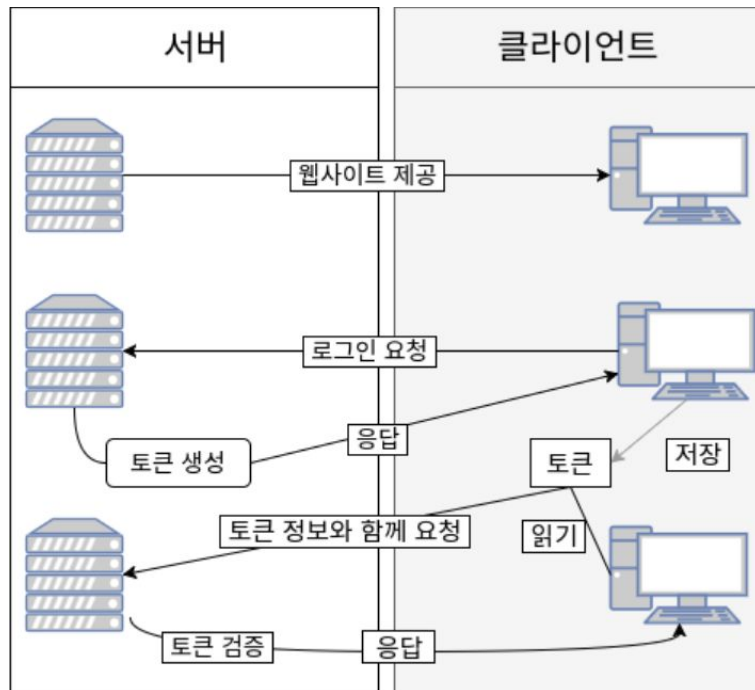 서버
클라이언트
웹사이트 제공
로그인 요청
응답
토큰 생성
토큰
저장
토큰 정보와 함께 요청
읽기
토큰 검증
응답